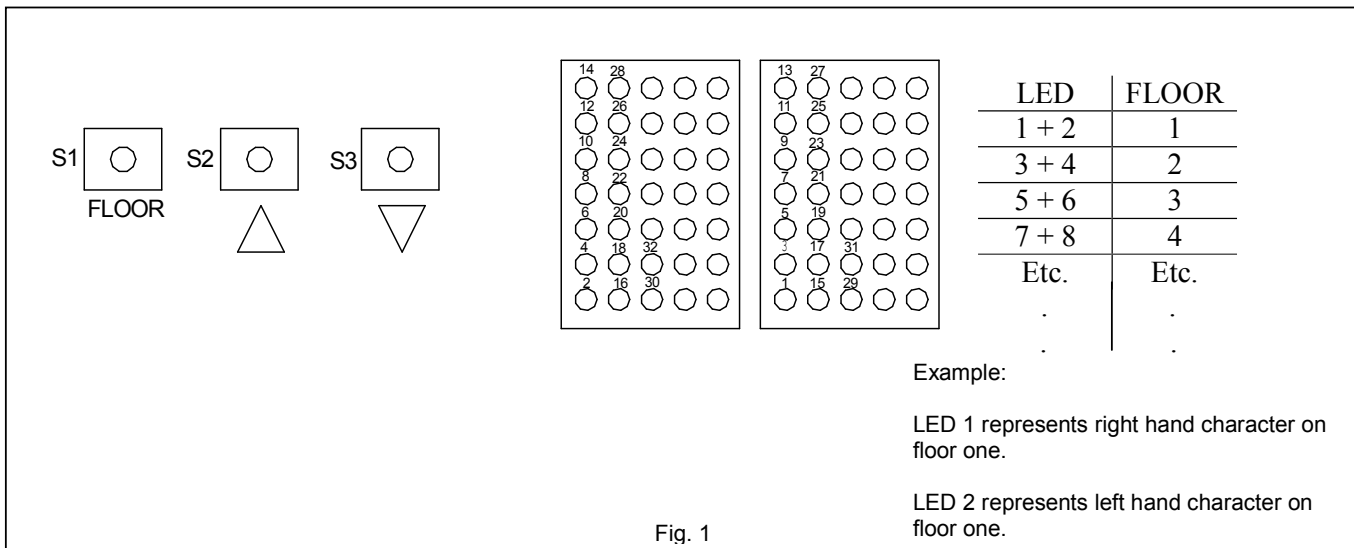 14 28
13 27
12 26
11 25
10 24
9 23
8 22
7 21
6 20
5 19
4 18 32
3 17 31
2 16 30
1 15 29
S1
S2
S3
FLOOR
LED FLOOR
1 + 2 1
3 + 4 2
5 + 6 3
7 + 8 4
Etc. Etc.
. .
. .
Example:
LED 1 represents right hand character on
floor one.
LED 2 represents left hand character on
floor one.
Fig. 1